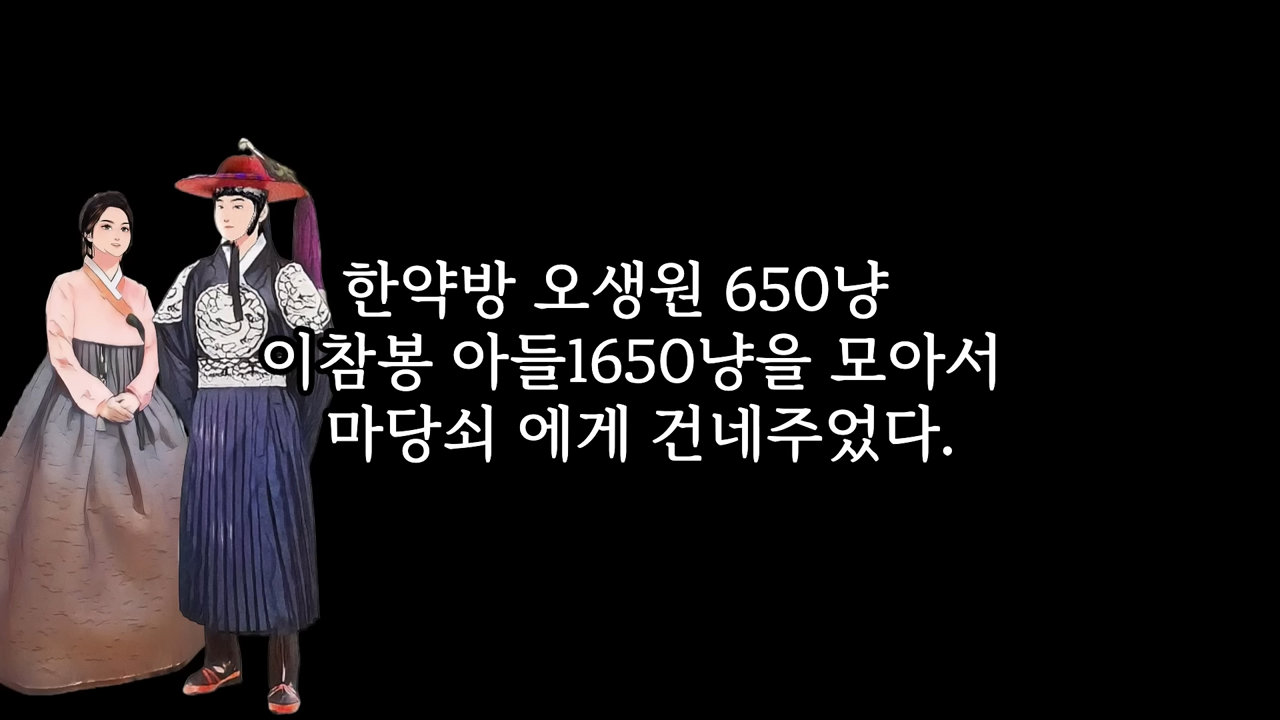 한약방 오생원 650냥
이참봉 아들1650냥을 모아서
마당쇠 에게 건네주었다.